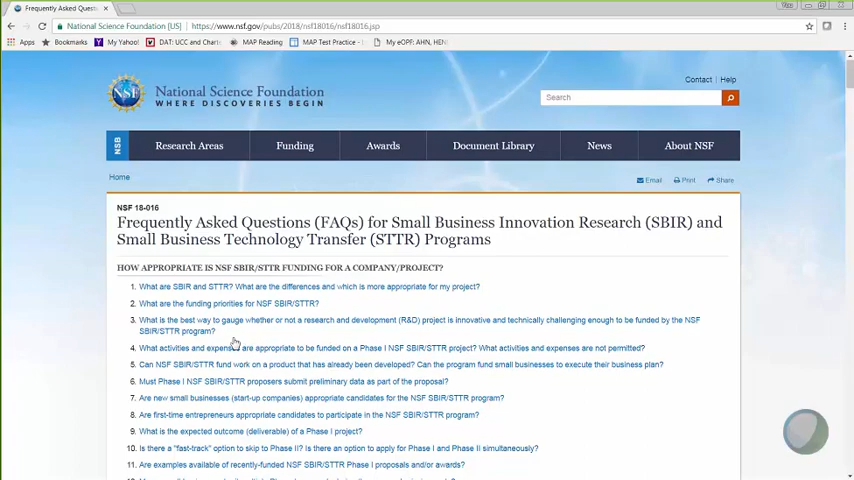 Frequently Asked Questi
National Science Foundation [US]
https://www.nsf.gov/pubs/2018/nsf18016/nsf18016.jsp
Apps
Bookmarks
My Yahoo!
DAT: UCC and Charte
MAP Reading
MAP Test Practice -
My eOPF: AHN, HEN
Contact
Help
NSF
National Science Foundation
WHERE DISCOVERIES BEGIN
Search
NSB
Research Areas
Funding
Awards
Document Library
News
About NSF
Home
Email
Print
Share
NSF 18-016
Frequently Asked Questions (FAQs) for Small Business Innovation Research (SBIR) and
Small Business Technology Transfer (STTR) Programs
HOW APPROPRIATE IS NSF SBIR/STTR FUNDING FOR A COMPANY/PROJECT?
1. What are SBIR and STTR? What are the differences and which is more appropriate for my project?
2. What are the funding priorities for NSF SBIR/STTR?
3. What is the best way to gauge whether or not a research and development (R&D) project is innovative and technically challenging enough to be funded by the NSF
SBIR/STTR program?
4. What activities and expenses are appropriate to be funded on a Phase I NSF SBIR/STTR project? What activities and expenses are not permitted?
5. Can NSF SBIR/STTR fund work on a product that has already been developed? Can the program fund small businesses to execute their business plan?
6. Must Phase I NSF SBIR/STTR proposers submit preliminary data as part of the proposal?
7. Are new small businesses (start-up companies) appropriate candidates for the NSF SBIR/STTR program?
8. Are first-time entrepreneurs appropriate candidates to participate in the NSF SBIR/STTR program?
9. What is the expected outcome (deliverable) of a Phase I project?
10. Is there a "fast-track" option to skip to Phase II? Is there an option to apply for Phase I and Phase II simultaneously?
11. Are examples available of recently-funded NSF SBIR/STTR Phase I proposals and/or awards?